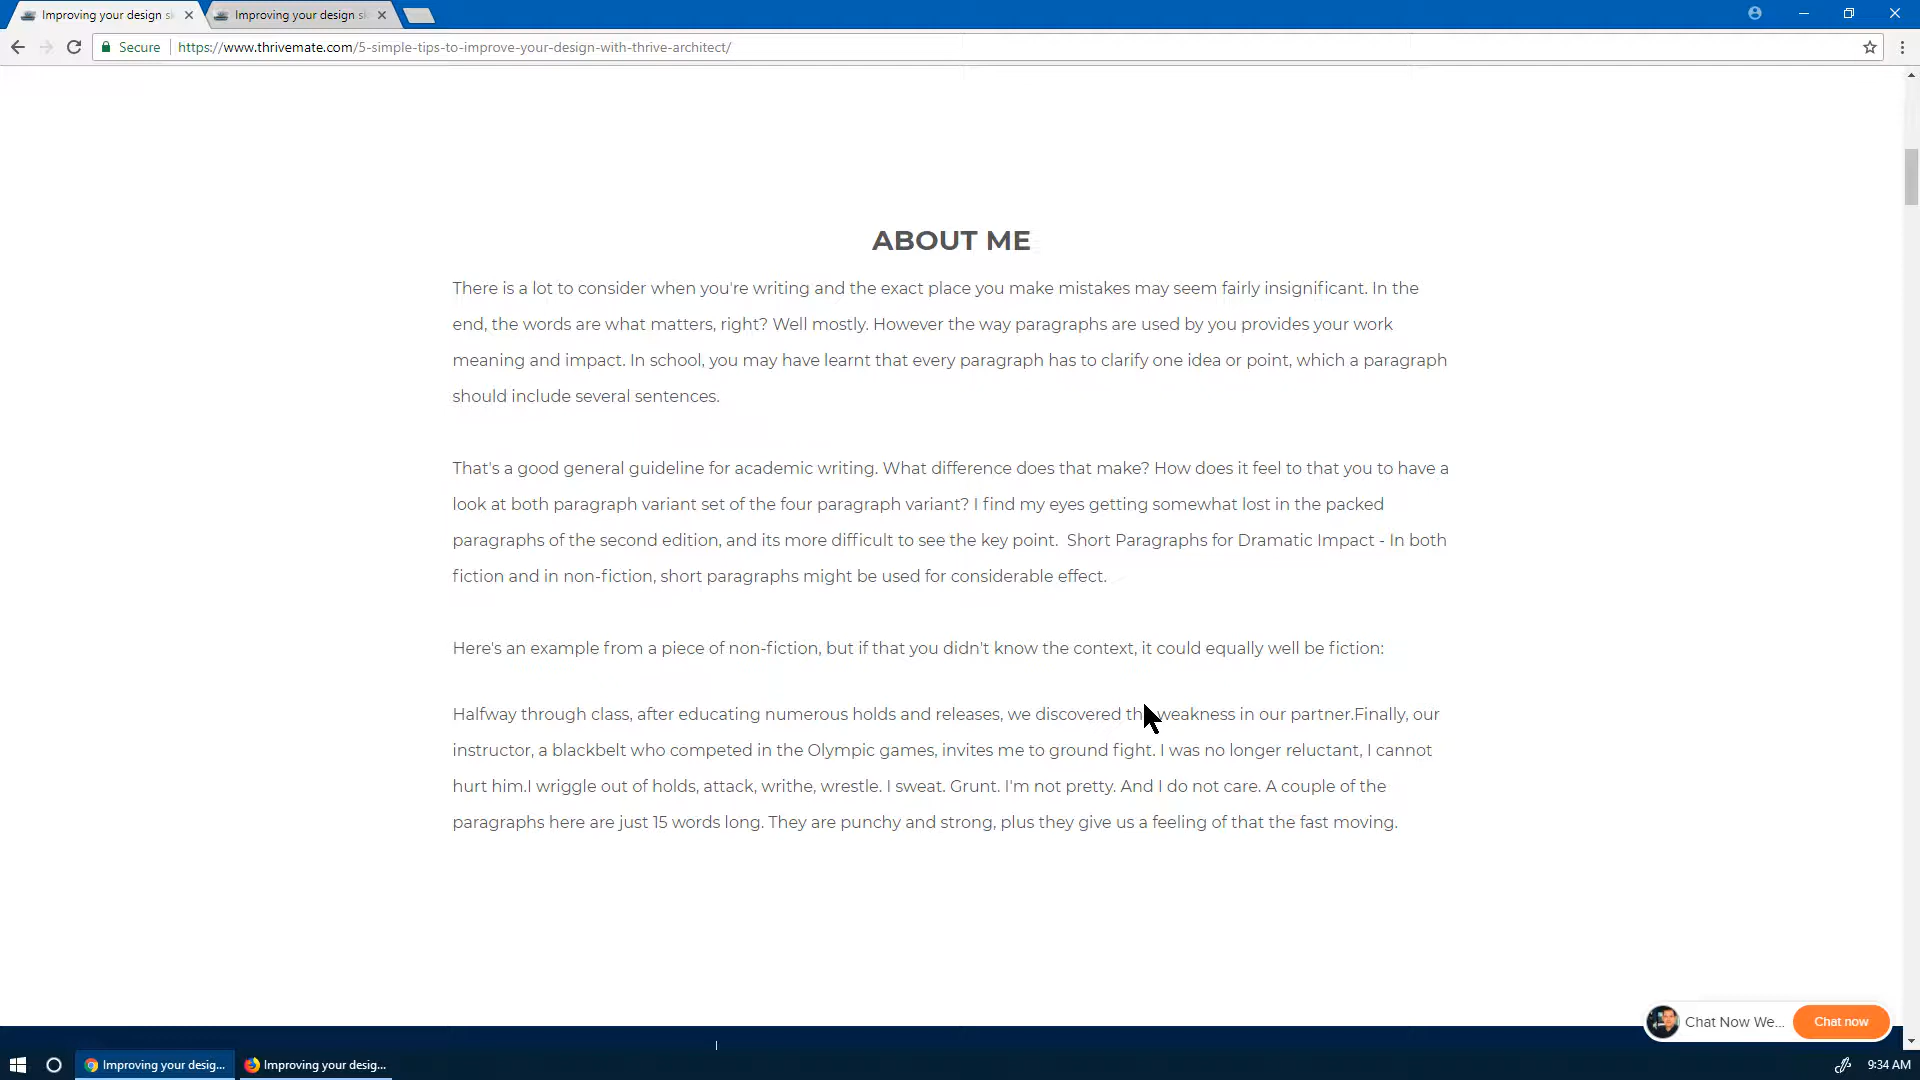 Improving your design s
Improving your design s
Secure
https://www.thrivemate.com/5-simple-tips-to-improve-your-design-with-thrive-architect/
ABOUT ME
There is a lot to consider when you're writing and the exact place you make mistakes may seem fairly insignificant. In the
end, the words are what matters, right? Well mostly. However the way paragraphs are used by you provides your work
meaning and impact. In school, you may have learnt that every paragraph has to clarify one idea or point, which a paragraph
should include several sentences.
That's a good general guideline for academic writing. What difference does that make? How does it feel to that you to have a
look at both paragraph variant set of the four paragraph variant? I find my eyes getting somewhat lost in the packed
paragraphs of the second edition, and its more difficult to see the key point. Short Paragraphs for Dramatic Impact - In both
fiction and in non-fiction, short paragraphs might be used for considerable effect.
Here's an example from a piece of non-fiction, but if that you didn't know the context, it could equally well be fiction:
Halfway through class, after educating numerous holds and releases, we discovered weakness in our partner.Finally, our
instructor, a blackbelt who competed in the Olympic games, invites me to ground fight. I was no longer reluctant, I cannot
hurt him.I wriggle out of holds, attack, writhe, wrestle. I sweat. Grunt. I'm not pretty. And I do not care. A couple of the
paragraphs here are just 15 words long. They are punchy and strong, plus they give us a feeling of that the fast moving.
Chat Now We...
Chat now
Improving your desig...
Improving your desig...
9:34 AM